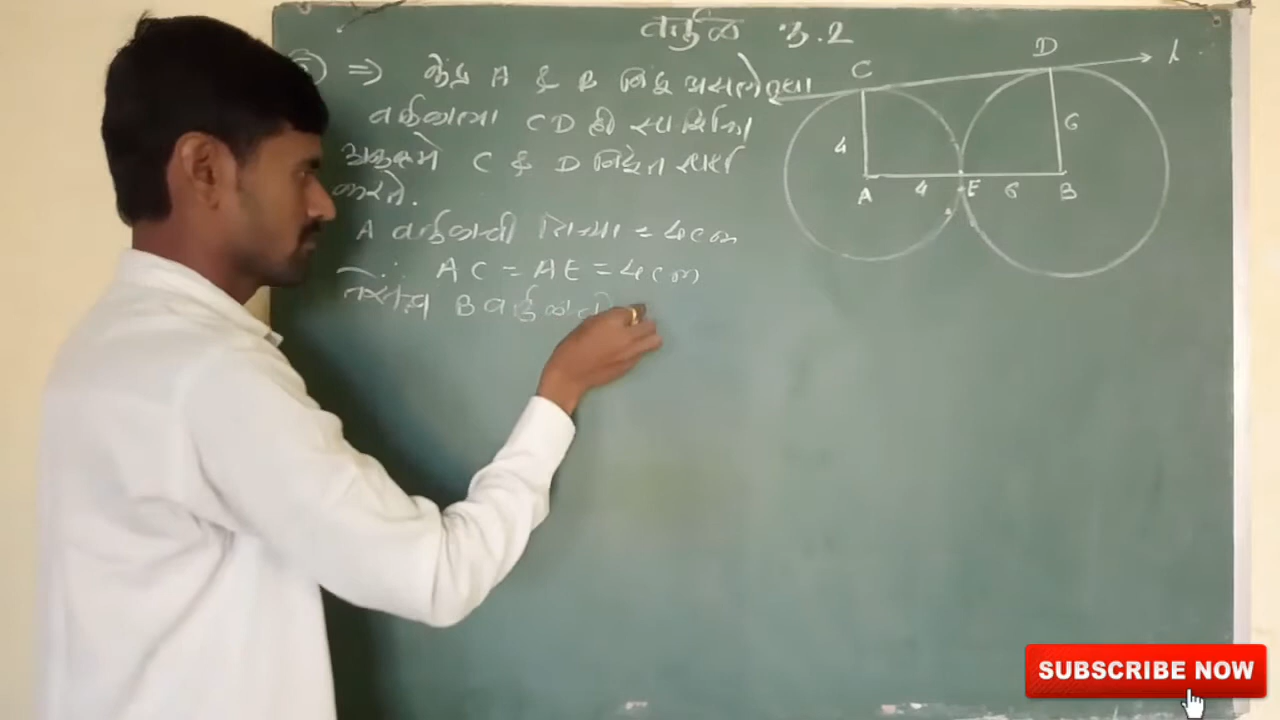 वर्तुळ 3.2
⇒ केंद्र A & B बिंदू असलेल्या
वर्तुळाच्या CD ही स्पर्शिका
अनुक्रमे C & D बिंदूत स्पर्श
करते.
A वर्तुळाची त्रिज्या = 4cm
∴ AC = AE = 4cm
तसेच B वर्तुळाची
C
D
l
4
6
A
4
E
6
B
SUBSCRIBE NOW